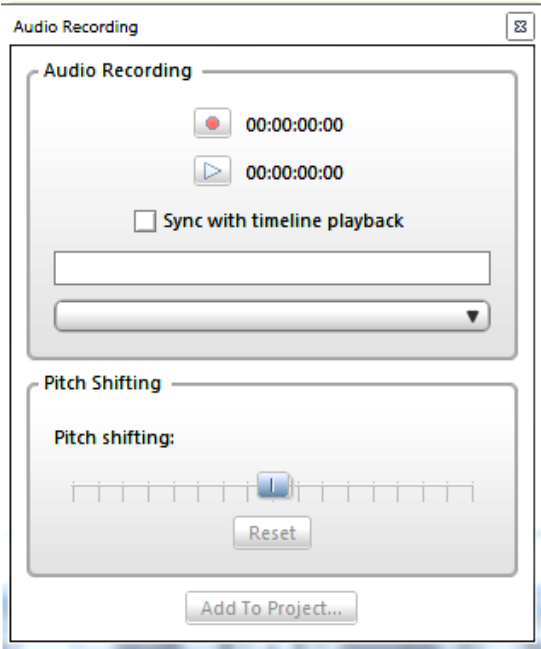 Audio Recording
Audio Recording
00:00:00:00
00:00:00:00
Sync with timeline playback
Pitch Shifting
Pitch shifting:
Reset
Add To Project...